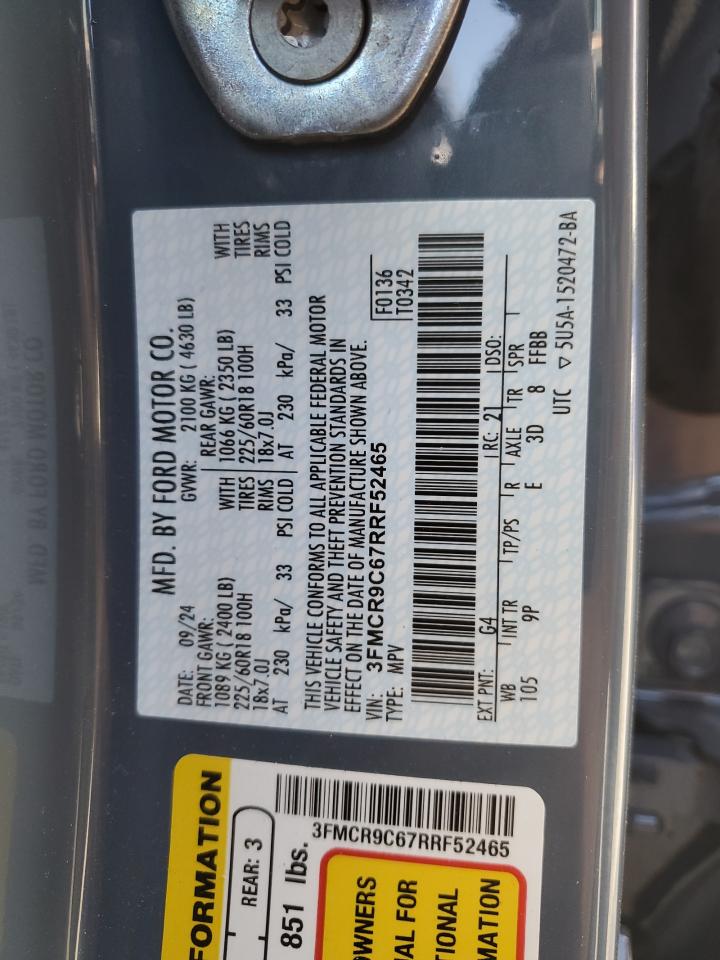 MFD. BY FORD MOTOR CO.
DATE: 09/24 GVWR: 2100 KG ( 4630 LB)
FRONT GAWR: REAR GAWR:
1089 KG ( 2400 LB) WITH 1066 KG ( 2350 LB) WITH
225/60R18 100H TIRES 225/60R18 100H TIRES
18x7.0J RIMS 18x7.0J RIMS
AT 230 kPa/ 33 PSI COLD AT 230 kPa/ 33 PSI COLD
THIS VEHICLE CONFORMS TO ALL APPLICABLE FEDERAL MOTOR
VEHICLE SAFETY AND THEFT PREVENTION STANDARDS IN
EFFECT ON THE DATE OF MANUFACTURE SHOWN ABOVE.
VIN: 3FMCR9C67RRF52465 F0136
TYPE: MPV T0342
EXT PNT: G4 RC: 21 DSO:
WB INT TR TP/PS R AXLE TR SPR
105 9P E 3D 8 FFBB
UTC ▽ 5U5A-1520472-BA
FORMATION
REAR: 3
851 lbs.
3FMCR9C67RRF52465
OWNERS
FOR